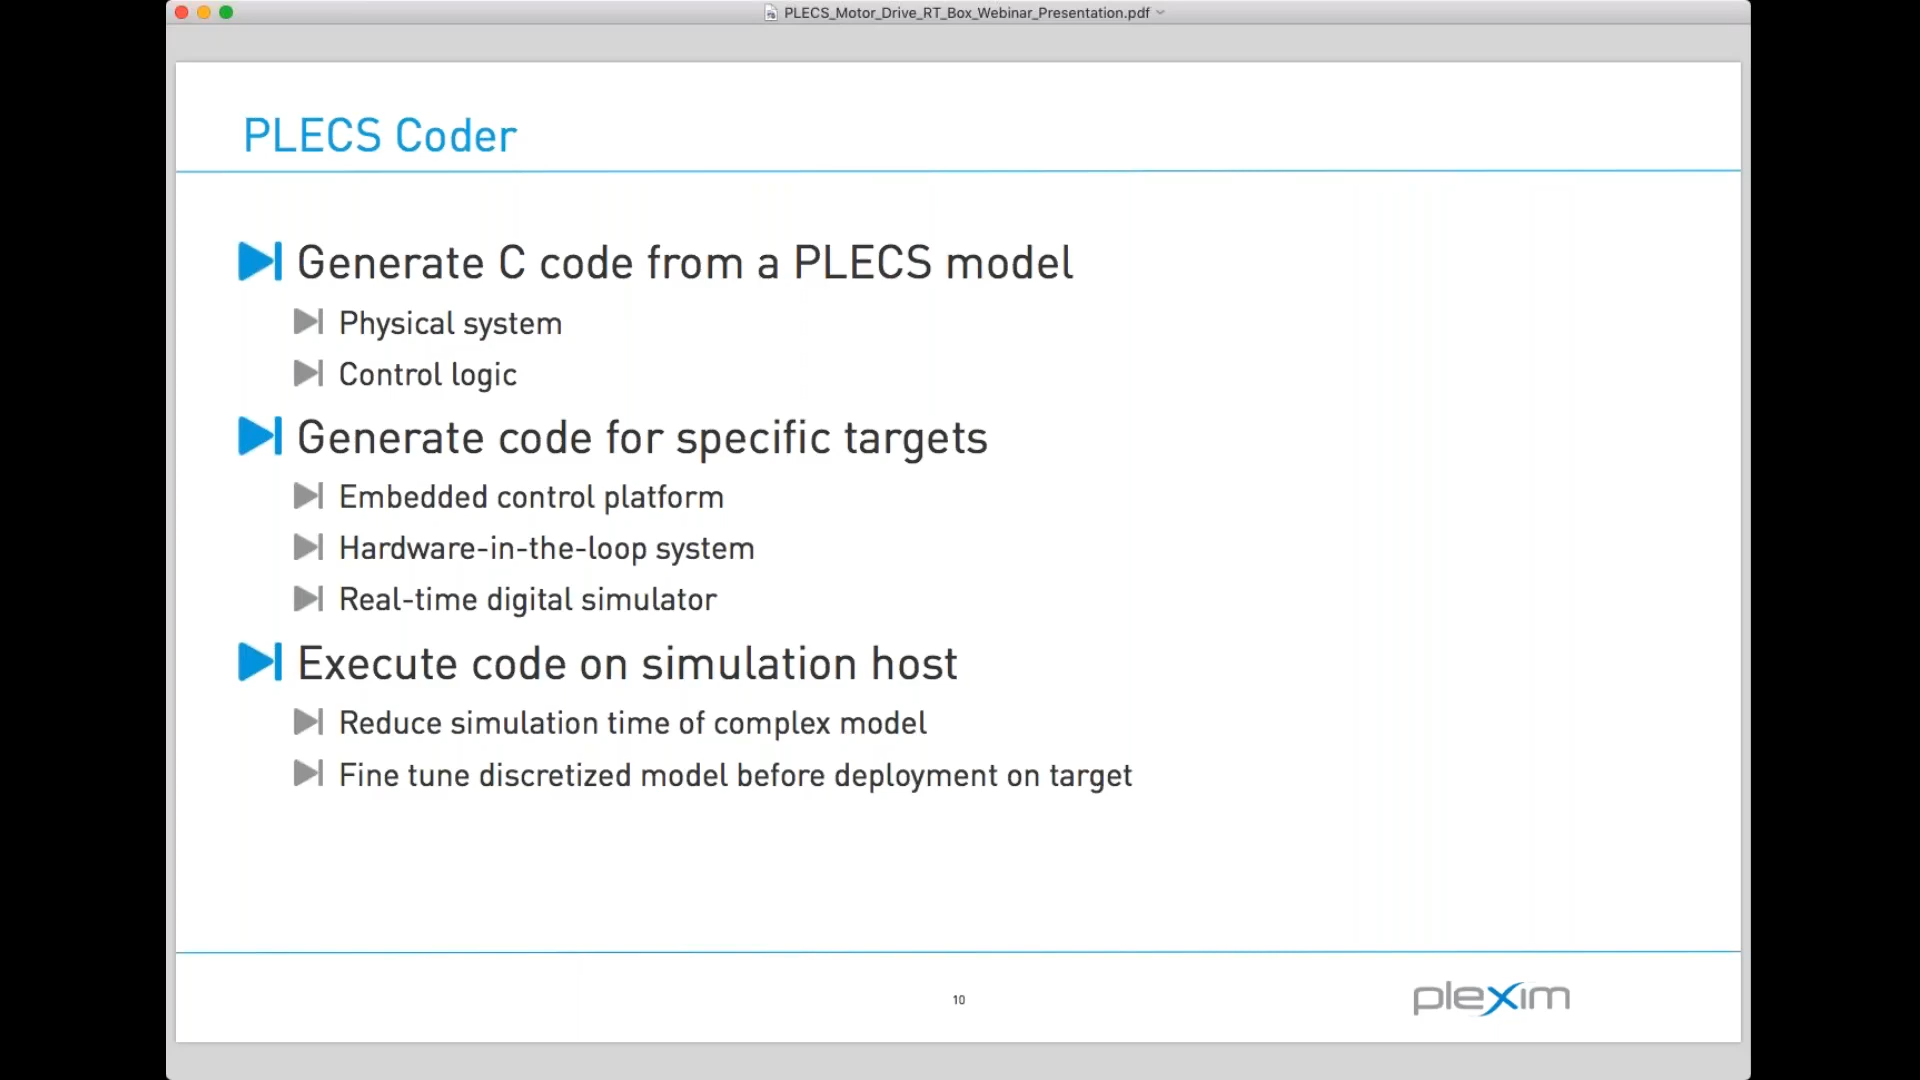 PLECS_Motor_Drive_RT_Box_Webinar_Presentation.pdf
PLECS Coder
Generate C code from a PLECS model
Physical system
Control logic
Generate code for specific targets
Embedded control platform
Hardware-in-the-loop system
Real-time digital simulator
Execute code on simulation host
Reduce simulation time of complex model
Fine tune discretized model before deployment on target
10
plexim